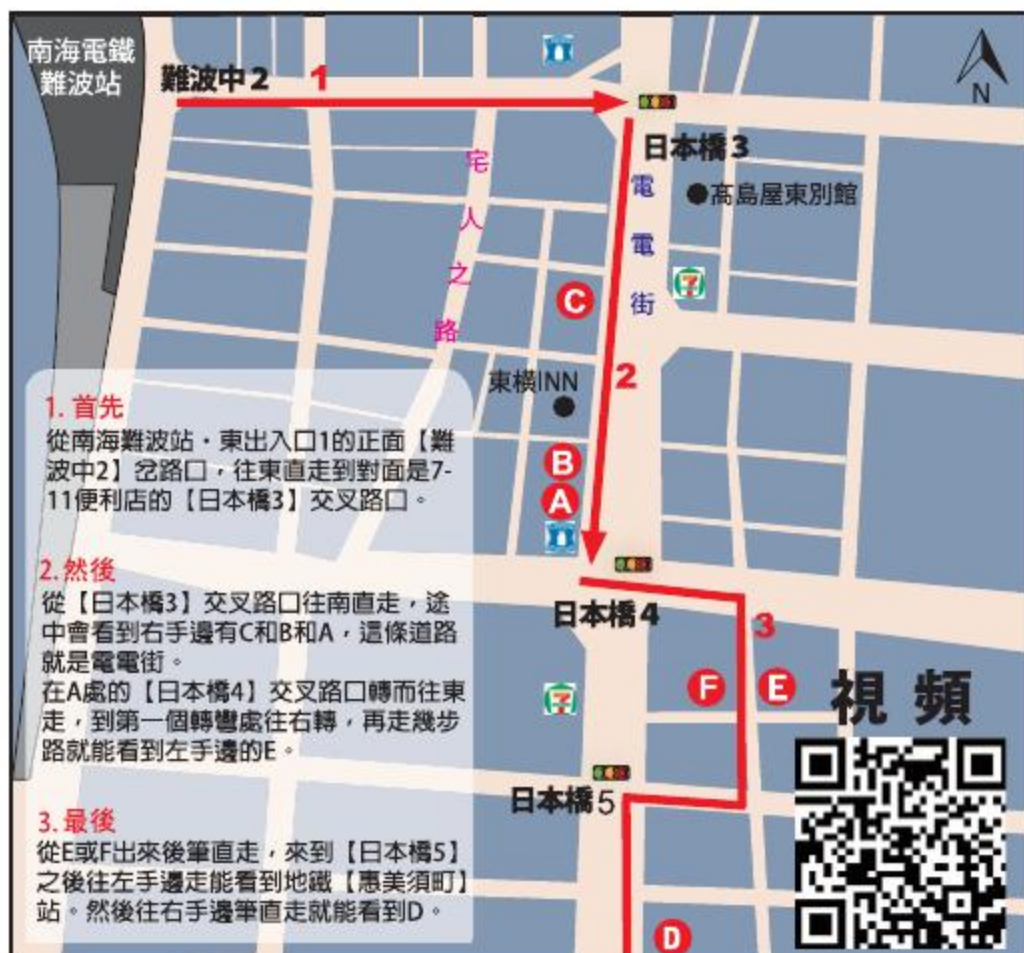 南海電鐵
難波站
難波中2
1
N
日本橋3
宅人之路
電電街
高島屋東別館
7
C
2
東橫INN
B
A
1. 首先
從南海難波站・東出入口1的正面【難
波中2】岔路口，往東直走到對面是7-
11便利店的【日本橋3】交叉路口。
2. 然後
從【日本橋3】交叉路口往南直走，途
中會看到右手邊有C和B和A，這條道路
就是電電街。
在A處的【日本橋4】交叉路口轉而往東
走，到第一個轉彎處往右轉，再走幾步
路就能看到左手邊的E。
3. 最後
從E或F出來後筆直走，來到【日本橋5】
之後往左手邊走能看到地鐵【惠美須町】
站。然後往右手邊筆直走就能看到D。
日本橋4
3
F
E
7
視頻
日本橋5
D